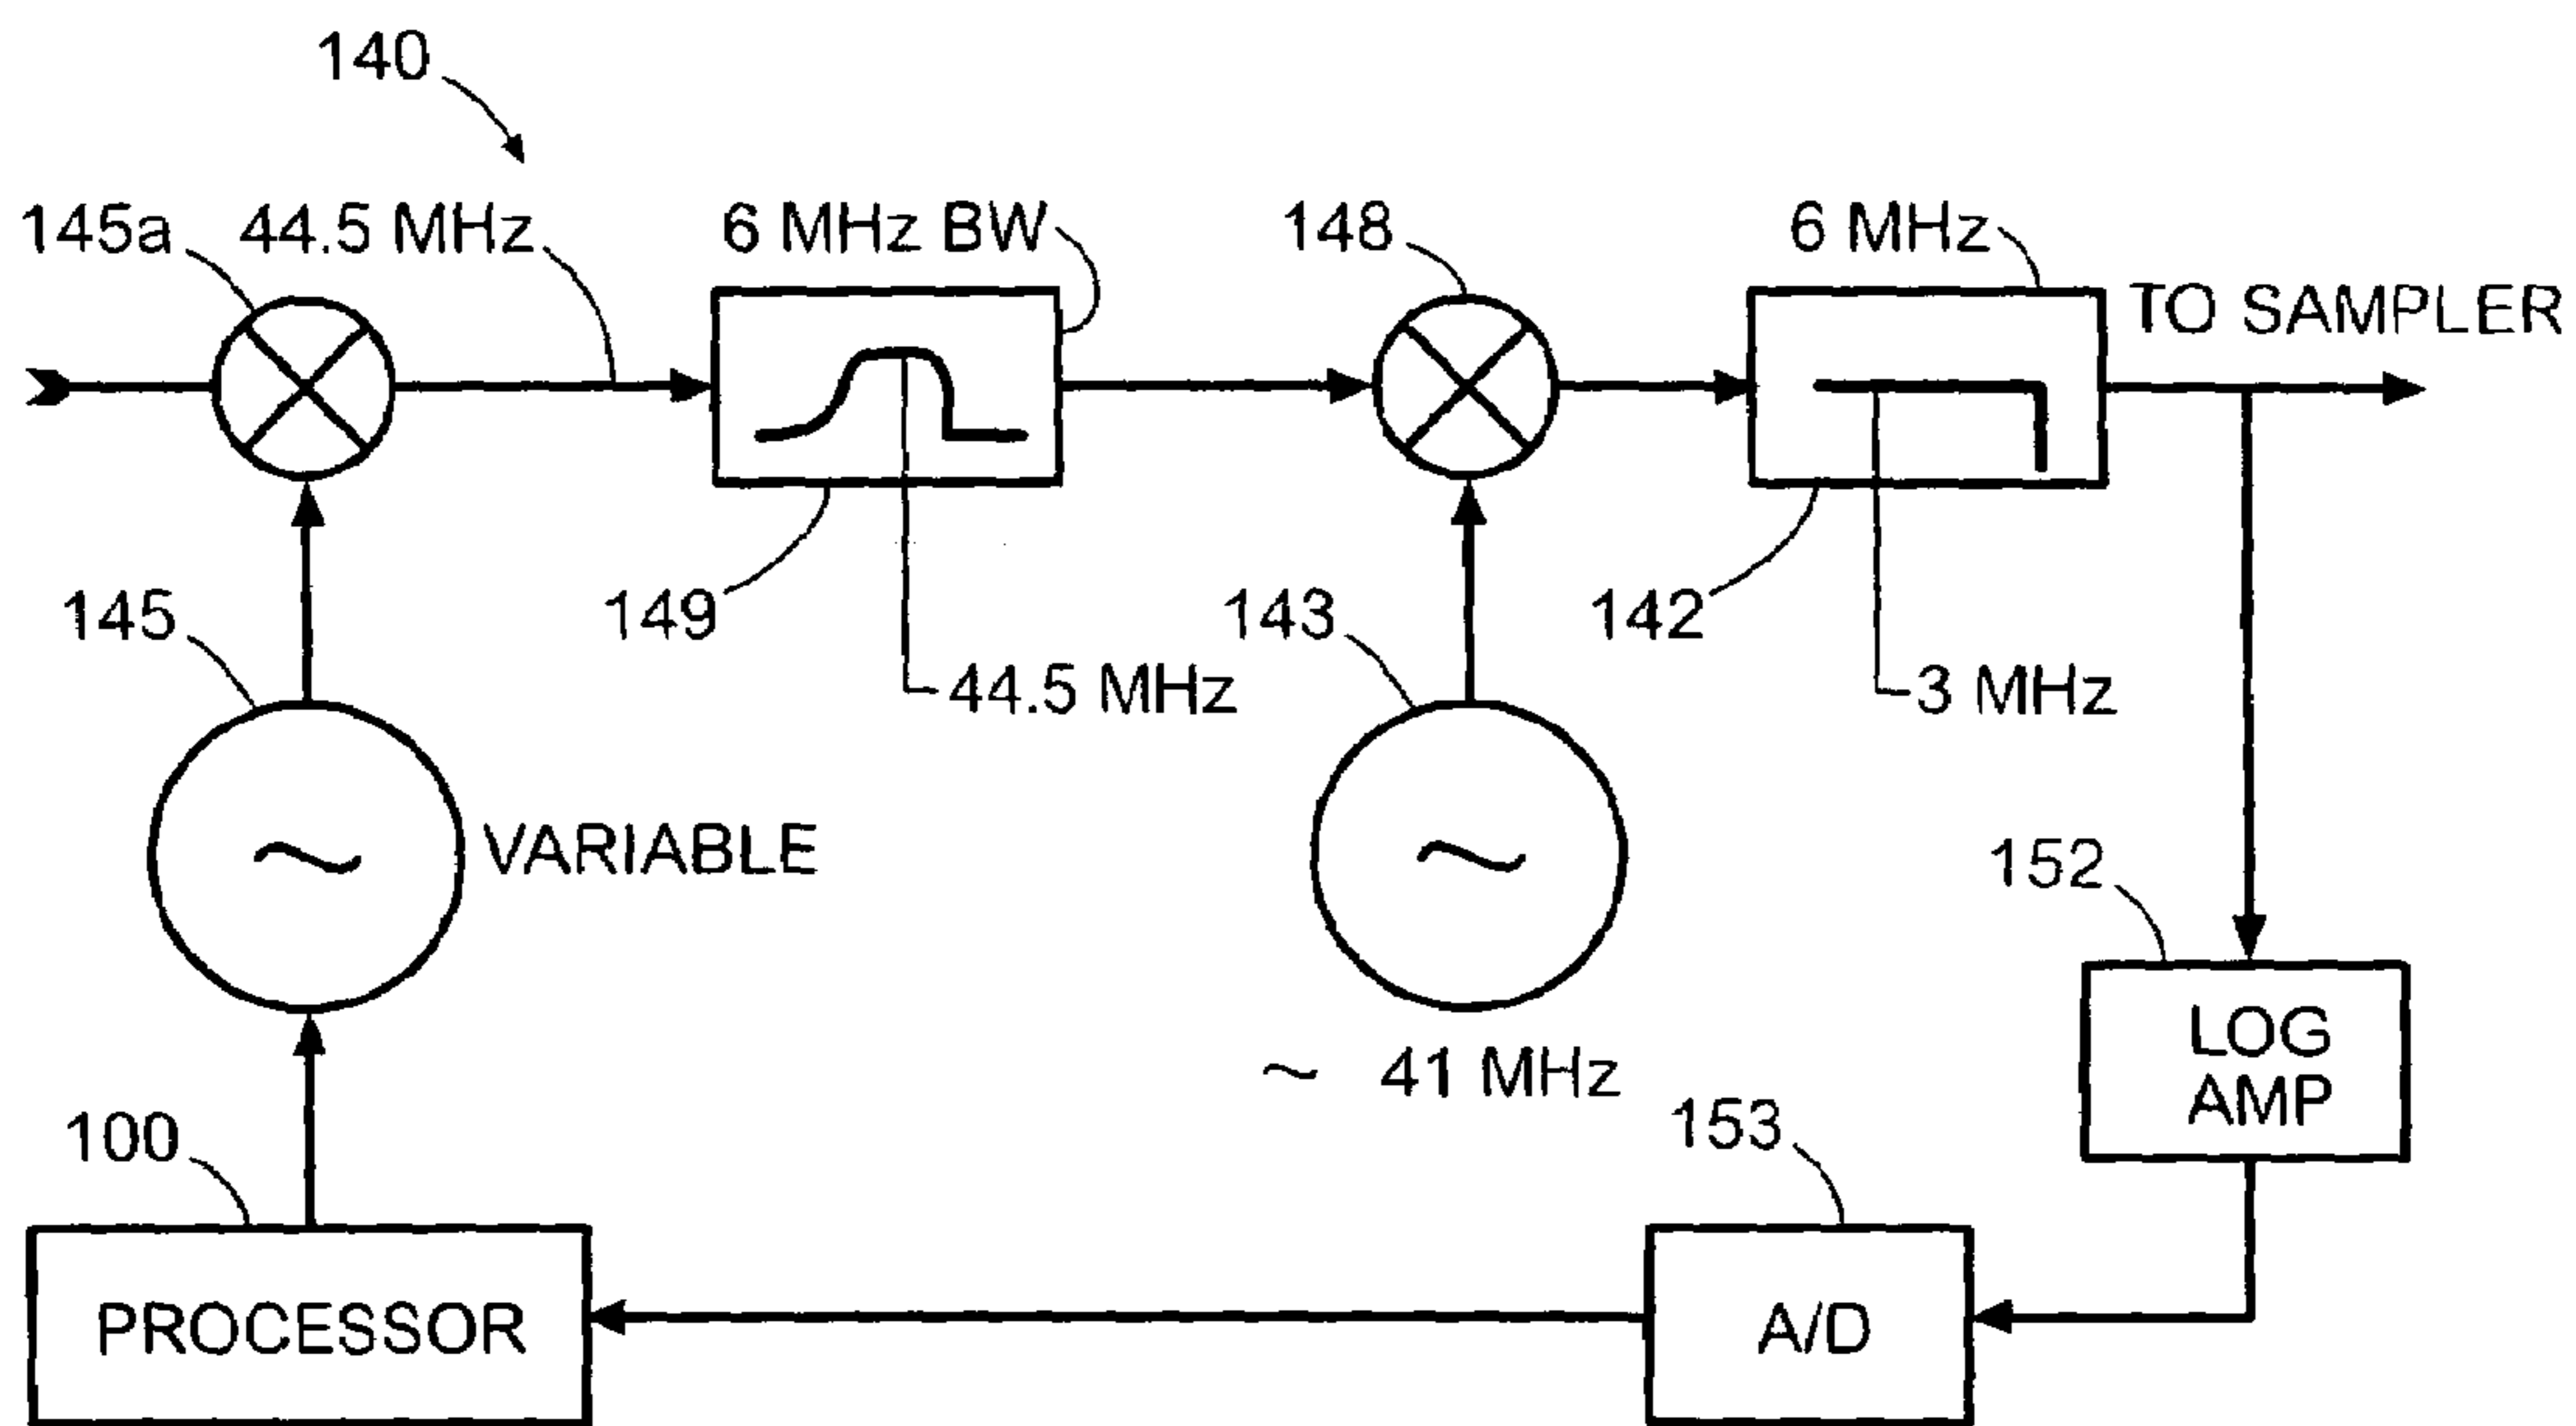 140
145a
44.5 MHz
6 MHz BW
148
6 MHz
TO SAMPLER
145
149
44.5 MHz
143
142
3 MHz
~ VARIABLE
~
152
~ 41 MHz
LOG
AMP
100
153
PROCESSOR
A/D